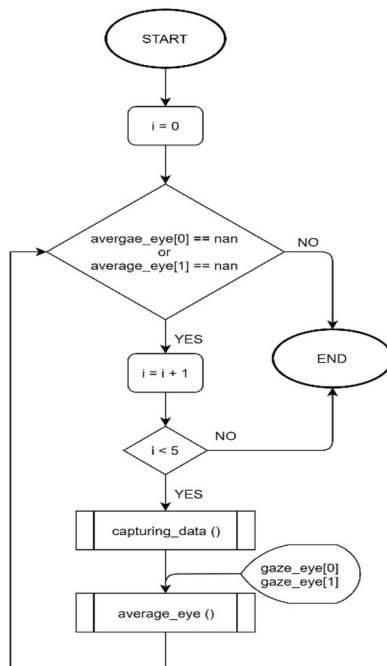 START
i = 0
avergae_eye[0] == nan
or
average_eye[1] == nan
NO
YES
END
i = i + 1
i < 5
NO
YES
capturing_data ()
gaze_eye[0]
gaze_eye[1]
average_eye ()